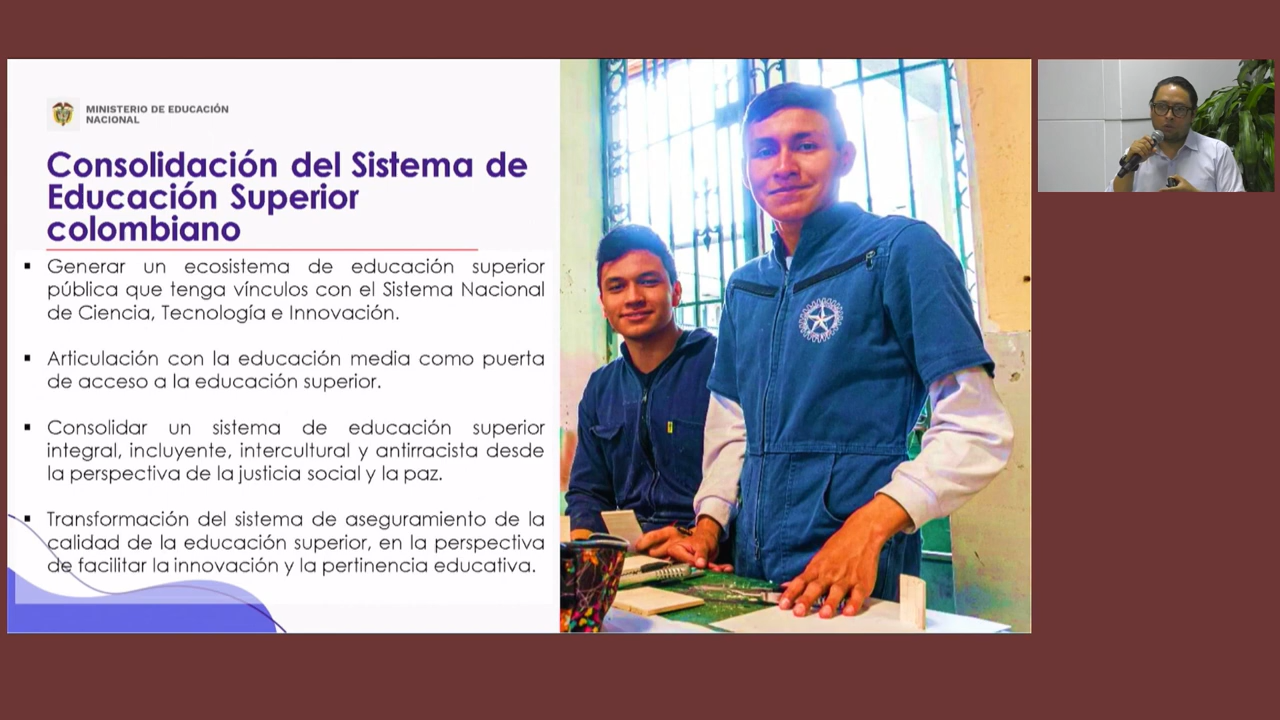 MINISTERIO DE EDUCACIÓN
NACIONAL
Consolidación del Sistema de
Educación Superior
colombiano
▪ Generar un ecosistema de educación superior
pública que tenga vínculos con el Sistema Nacional
de Ciencia, Tecnología e Innovación.
▪ Articulación con la educación media como puerta
de acceso a la educación superior.
▪ Consolidar un sistema de educación superior
integral, incluyente, intercultural y antirracista desde
la perspectiva de la justicia social y la paz.
▪ Transformación del sistema de aseguramiento de la
calidad de la educación superior, en la perspectiva
de facilitar la innovación y la pertinencia educativa.